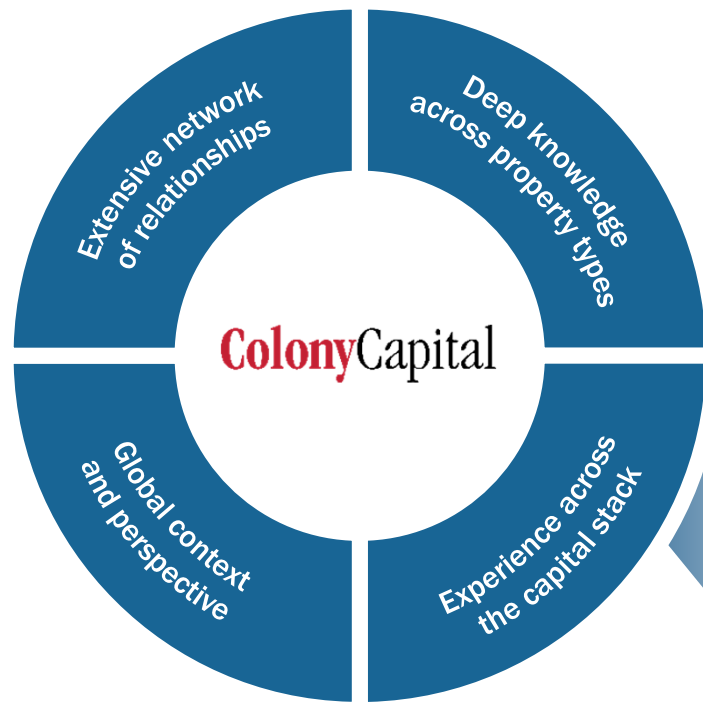 Extensive network
of relationships
Deep knowledge
across property types
ColonyCapital
Global context
and perspective
Experience across
the capital stack